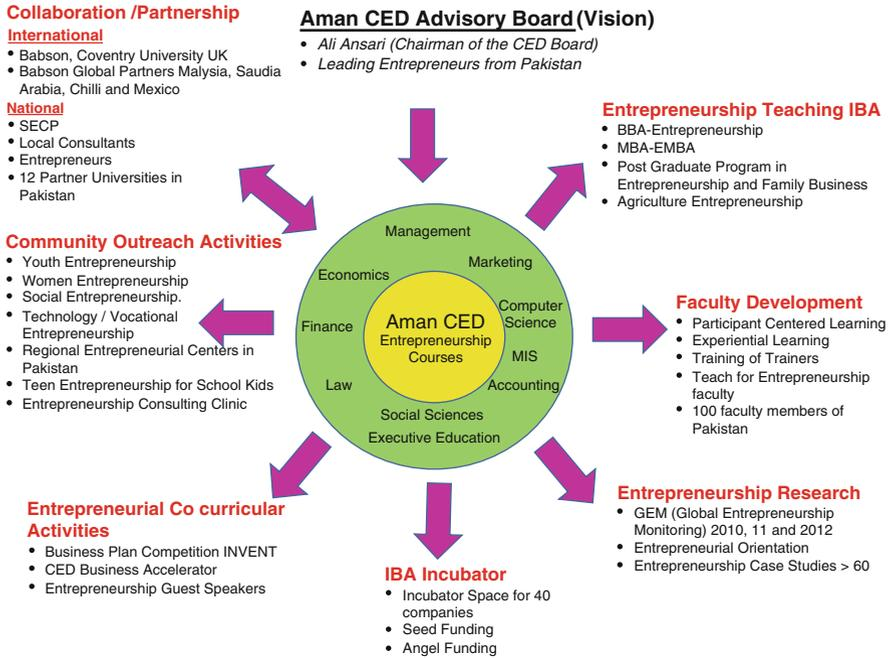 Collaboration /Partnership
International
• Babson, Coventry University UK
• Babson Global Partners Malysia, Saudia
Arabia, Chilli and Mexico
National
• SECP
• Local Consultants
• Entrepreneurs
• 12 Partner Universities in
Pakistan
Aman CED Advisory Board (Vision)
• Ali Ansari (Chairman of the CED Board)
• Leading Entrepreneurs from Pakistan
Entrepreneurship Teaching IBA
• BBA-Entrepreneurship
• MBA-EMBA
• Post Graduate Program in
Entrepreneurship and Family Business
• Agriculture Entrepreneurship
Community Outreach Activities
• Youth Entrepreneurship
• Women Entrepreneurship
• Social Entrepreneurship.
• Technology / Vocational
Entrepreneurship
• Regional Entrepreneurial Centers in
Pakistan
• Teen Entrepreneurship for School Kids
• Entrepreneurship Consulting Clinic
Management
Marketing
Economics
Computer
Science
Finance
MIS
Law
Accounting
Social Sciences
Executive Education
Aman CED
Entrepreneurship
Courses
Faculty Development
• Participant Centered Learning
• Experiential Learning
• Training of Trainers
• Teach for Entrepreneurship
faculty
• 100 faculty members of
Pakistan
Entrepreneurial Co curricular
Activities
• Business Plan Competition INVENT
• CED Business Accelerator
• Entrepreneurship Guest Speakers
IBA Incubator
• Incubator Space for 40
companies
• Seed Funding
• Angel Funding
Entrepreneurship Research
• GEM (Global Entrepreneurship
Monitoring) 2010, 11 and 2012
• Entrepreneurial Orientation
• Entrepreneurship Case Studies > 60